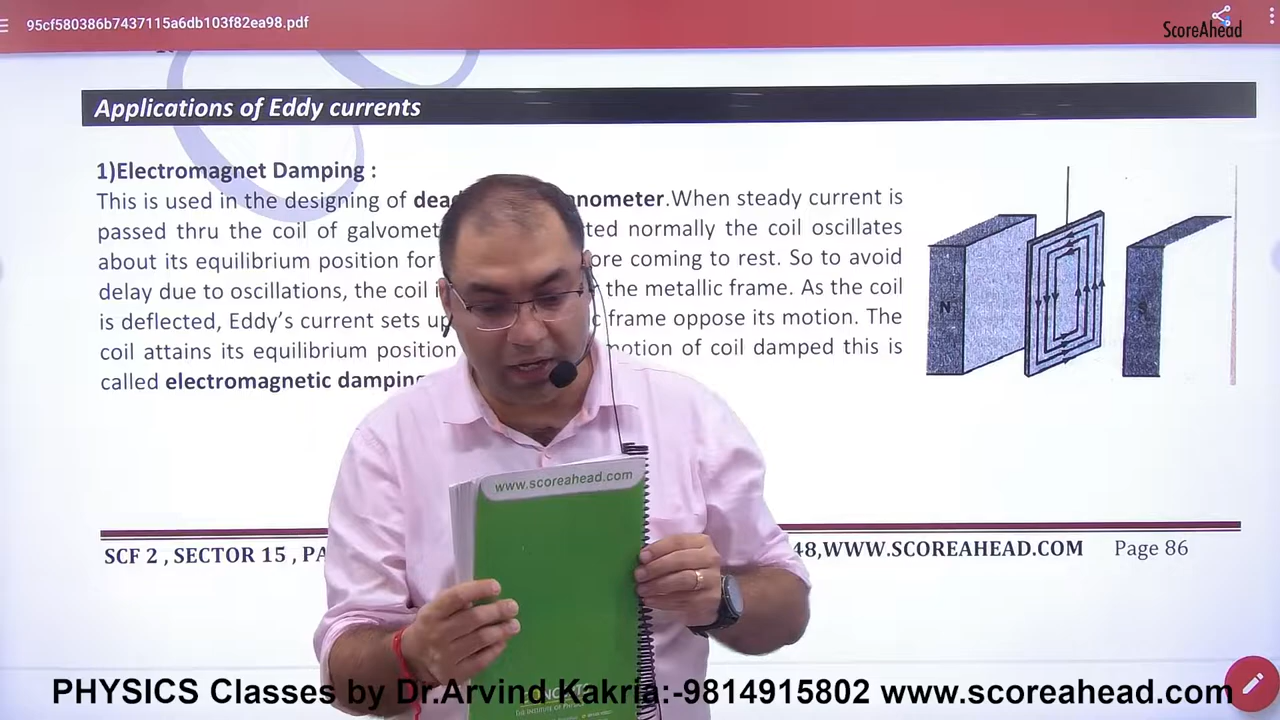 95cf580386b7437115a6db103f82ea98.pdf
ScoreAhead
Applications of Eddy currents
1)Electromagnet Damping :
This is used in the designing of nometer.When steady current is
passed thru the coil of normally the coil oscillates
about its equilibrium position for coming to rest. So to avoid
delay due to oscillations, the coil the metallic frame. As the coil
is deflected, Eddy's current sets up frame oppose its motion. The
coil attains its equilibrium position motion of coil damped this is
called electromagnetic damping
N
www.scoreahead.com
SCF 2 , SECTOR 15 , 48,WWW.SCOREAHEAD.COM Page 86
PHYSICS Classes by Dr.Arvind Kakria:-9814915802 www.scoreahead.com